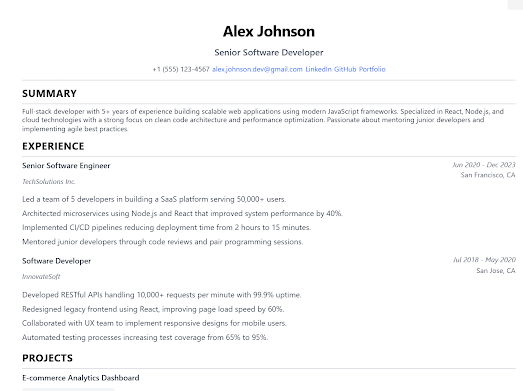 Alex Johnson
Senior Software Developer
+1 (555) 123-4567 alex.johnson.dev@gmail.com LinkedIn GitHub Portfolio
SUMMARY
Full-stack developer with 5+ years of experience building scalable web applications using modern JavaScript frameworks. Specialized in React, Node.js, and
cloud technologies with a strong focus on clean code architecture and performance optimization. Passionate about mentoring junior developers and
implementing agile best practices.
EXPERIENCE
Senior Software Engineer Jun 2020 - Dec 2023
TechSolutions Inc. San Francisco, CA
Led a team of 5 developers in building a SaaS platform serving 50,000+ users.
Architected microservices using Node.js and React that improved system performance by 40%.
Implemented CI/CD pipelines reducing deployment time from 2 hours to 15 minutes.
Mentored junior developers through code reviews and pair programming sessions.
Software Developer Jul 2018 - May 2020
InnovateSoft San Jose, CA
Developed RESTful APIs handling 10,000+ requests per minute with 99.9% uptime.
Redesigned legacy frontend using React, improving page load speed by 60%.
Collaborated with UX team to implement responsive designs for mobile users.
Automated testing processes increasing test coverage from 65% to 95%.
PROJECTS
E-commerce Analytics Dashboard